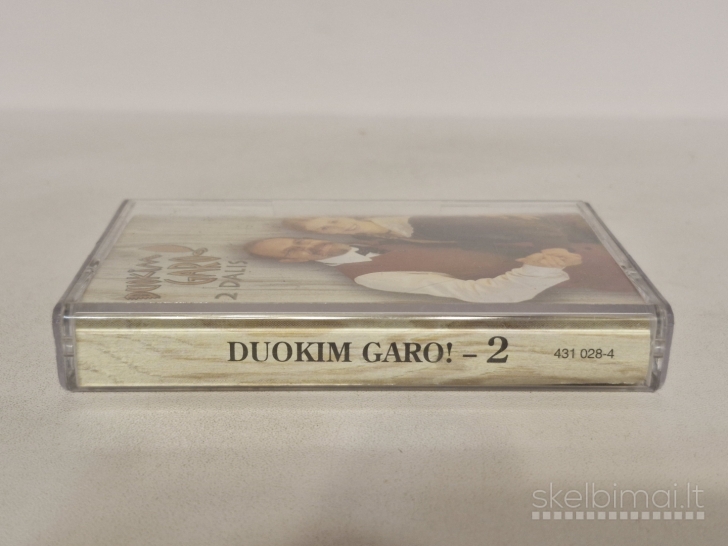 DUOKIM
GARO
2 DALIS
DUOKIM GARO! – 2 431 028-4
skelbimai.lt